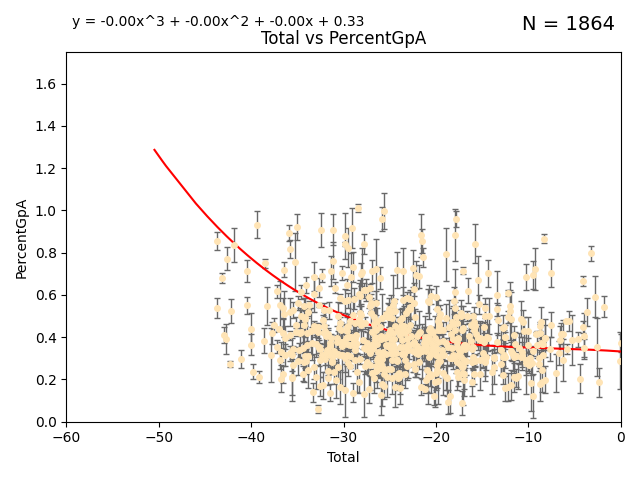 y = -0.00x^3 + -0.00x^2 + -0.00x + 0.33
N = 1864
Total vs PercentGpA
PercentGpA
1.6
1.4
1.2
1.0
0.8
0.6
0.4
0.2
0.0
−60 −50 −40 −30 −20 −10 0
Total